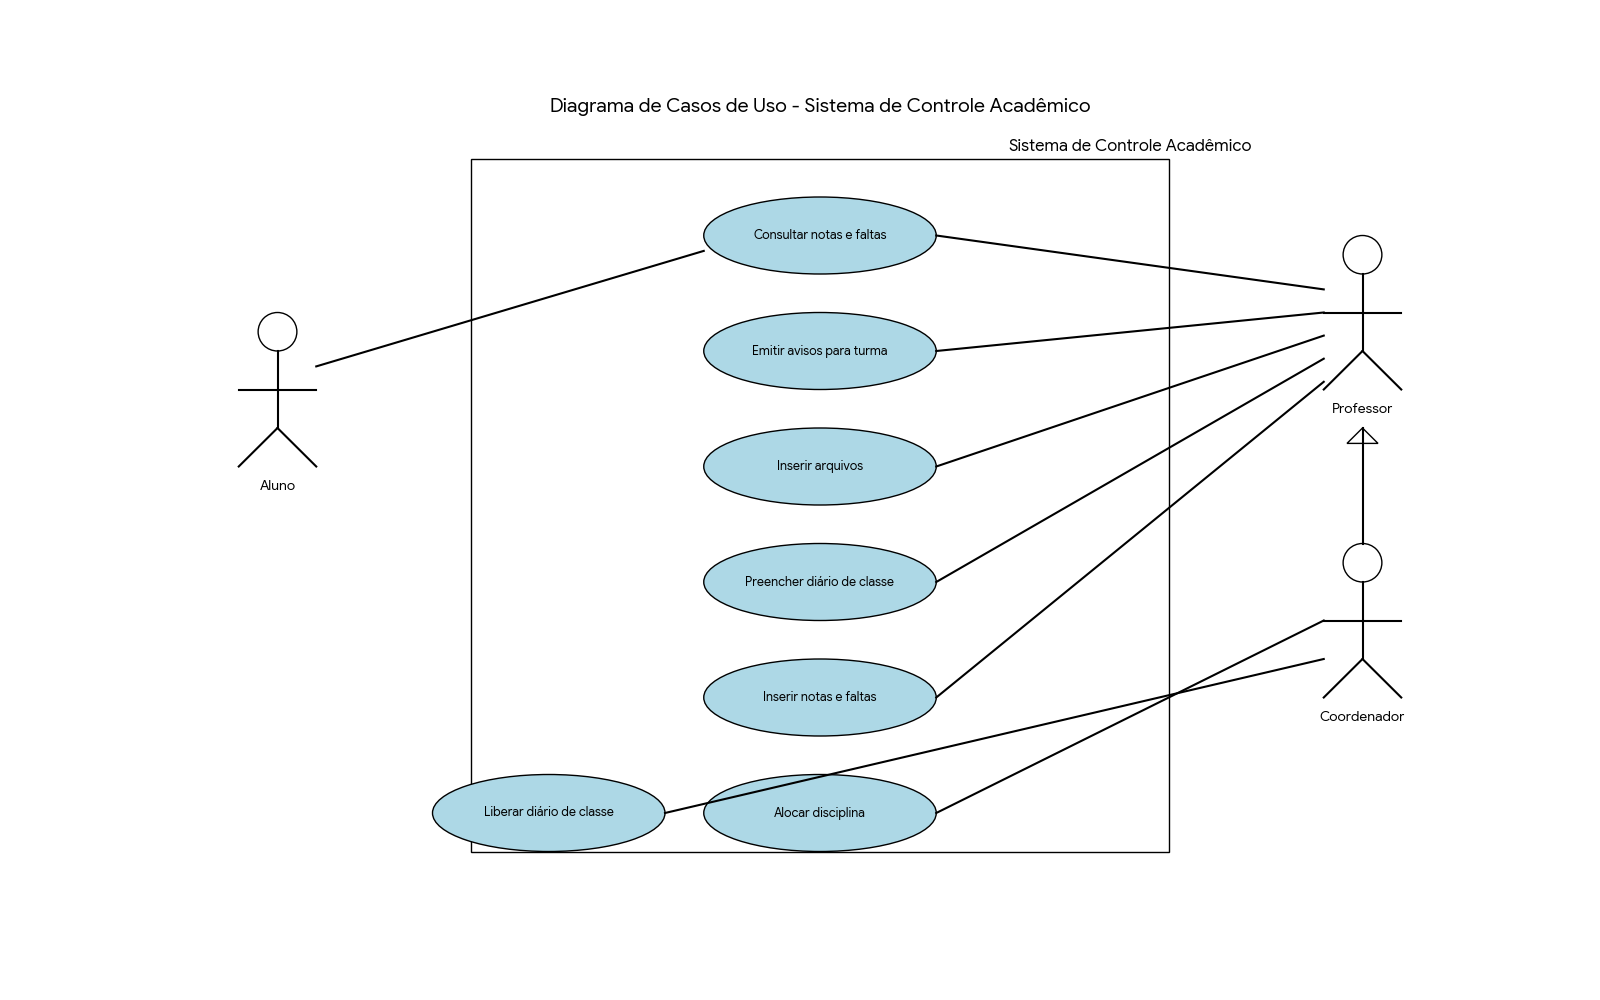 Diagrama de Casos de Uso - Sistema de Controle Acadêmico
Sistema de Controle Acadêmico
Consultar notas e faltas
Emitir avisos para turma
Professor
Inserir arquivos
Aluno
Preencher diário de classe
Inserir notas e faltas
Coordenador
Liberar diário de classe
Alocar disciplina